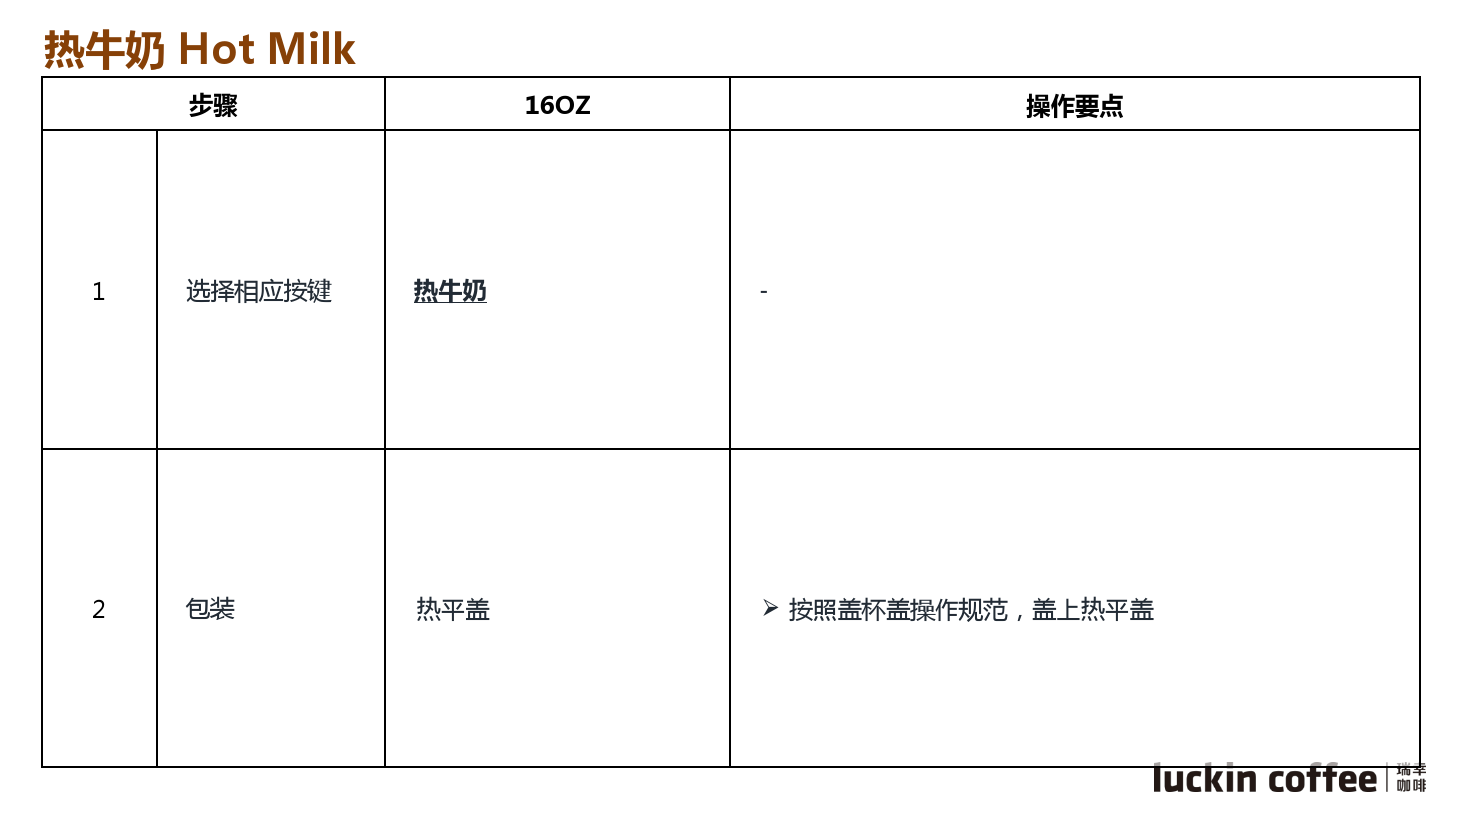 热牛奶 Hot Milk
步骤
16OZ
操作要点
1
选择相应按键
热牛奶
-
2
包装
热平盖
➢ 按照盖杯盖操作规范，盖上热平盖
luckin coffee
瑞幸
咖啡